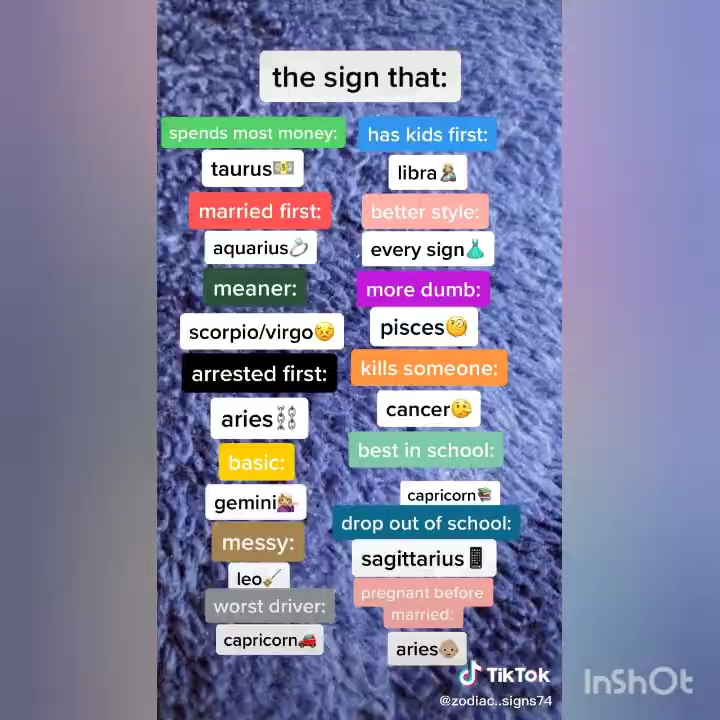 the sign that:
spends most money:
taurus💵
married first:
aquarius💍
meaner:
scorpio/virgo😣
arrested first:
aries⛓
basic:
gemini💁🏼‍♀️
messy:
leo🧹
worst driver:
capricorn🚗
has kids first:
libra🤱🏼
better style:
every sign👗
more dumb:
pisces🧐
kills someone:
cancer🤥
best in school:
capricorn📚
drop out of school:
sagittarius📱
pregnant before
married:
aries👶🏼
TikTok
@zodiac..signs74
InShOt